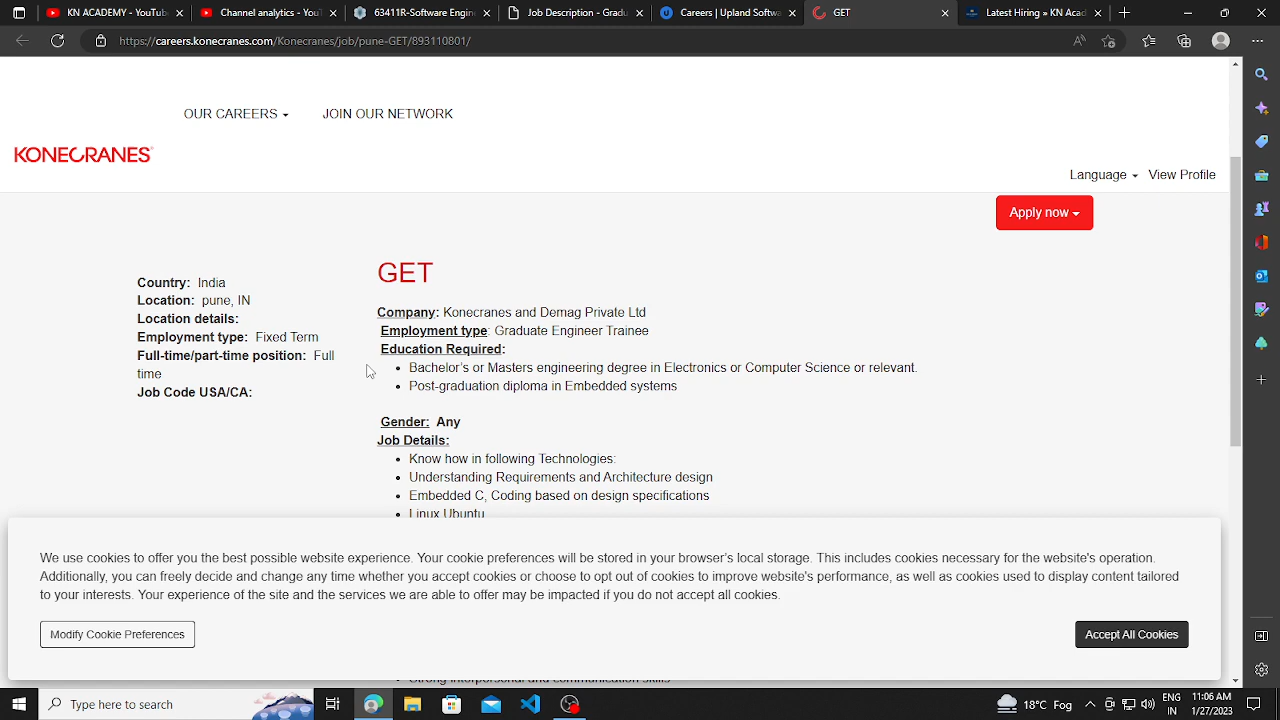 KN ACADEMY - YouTub
Channel analytics - YouT
63411R-Software Engin
Job Description - Gradu
Careers | Upland Softwa
GET
Latest Hiring » KN Acad
https://careers.konecranes.com/Konecranes/job/pune-GET/893110801/
OUR CAREERS
JOIN OUR NETWORK
KONECRANES
Language
View Profile
Apply now
Country: India
Location: pune, IN
Location details:
Employment type: Fixed Term
Full-time/part-time position: Full
time
Job Code USA/CA:
GET
Company: Konecranes and Demag Private Ltd
Employment type: Graduate Engineer Trainee
Education Required:
• Bachelor's or Masters engineering degree in Electronics or Computer Science or relevant.
• Post-graduation diploma in Embedded systems
Gender: Any
Job Details:
• Know how in following Technologies:
• Understanding Requirements and Architecture design
• Embedded C, Coding based on design specifications
• Linux Ubuntu
We use cookies to offer you the best possible website experience. Your cookie preferences will be stored in your browser's local storage. This includes cookies necessary for the website's operation.
Additionally, you can freely decide and change any time whether you accept cookies or choose to opt out of cookies to improve website's performance, as well as cookies used to display content tailored
to your interests. Your experience of the site and the services we are able to offer may be impacted if you do not accept all cookies.
Modify Cookie Preferences
Accept All Cookies
• Strong interpersonal and communication skills
Type here to search
18°C Fog
ENG
IN
11:06 AM
1/27/2023